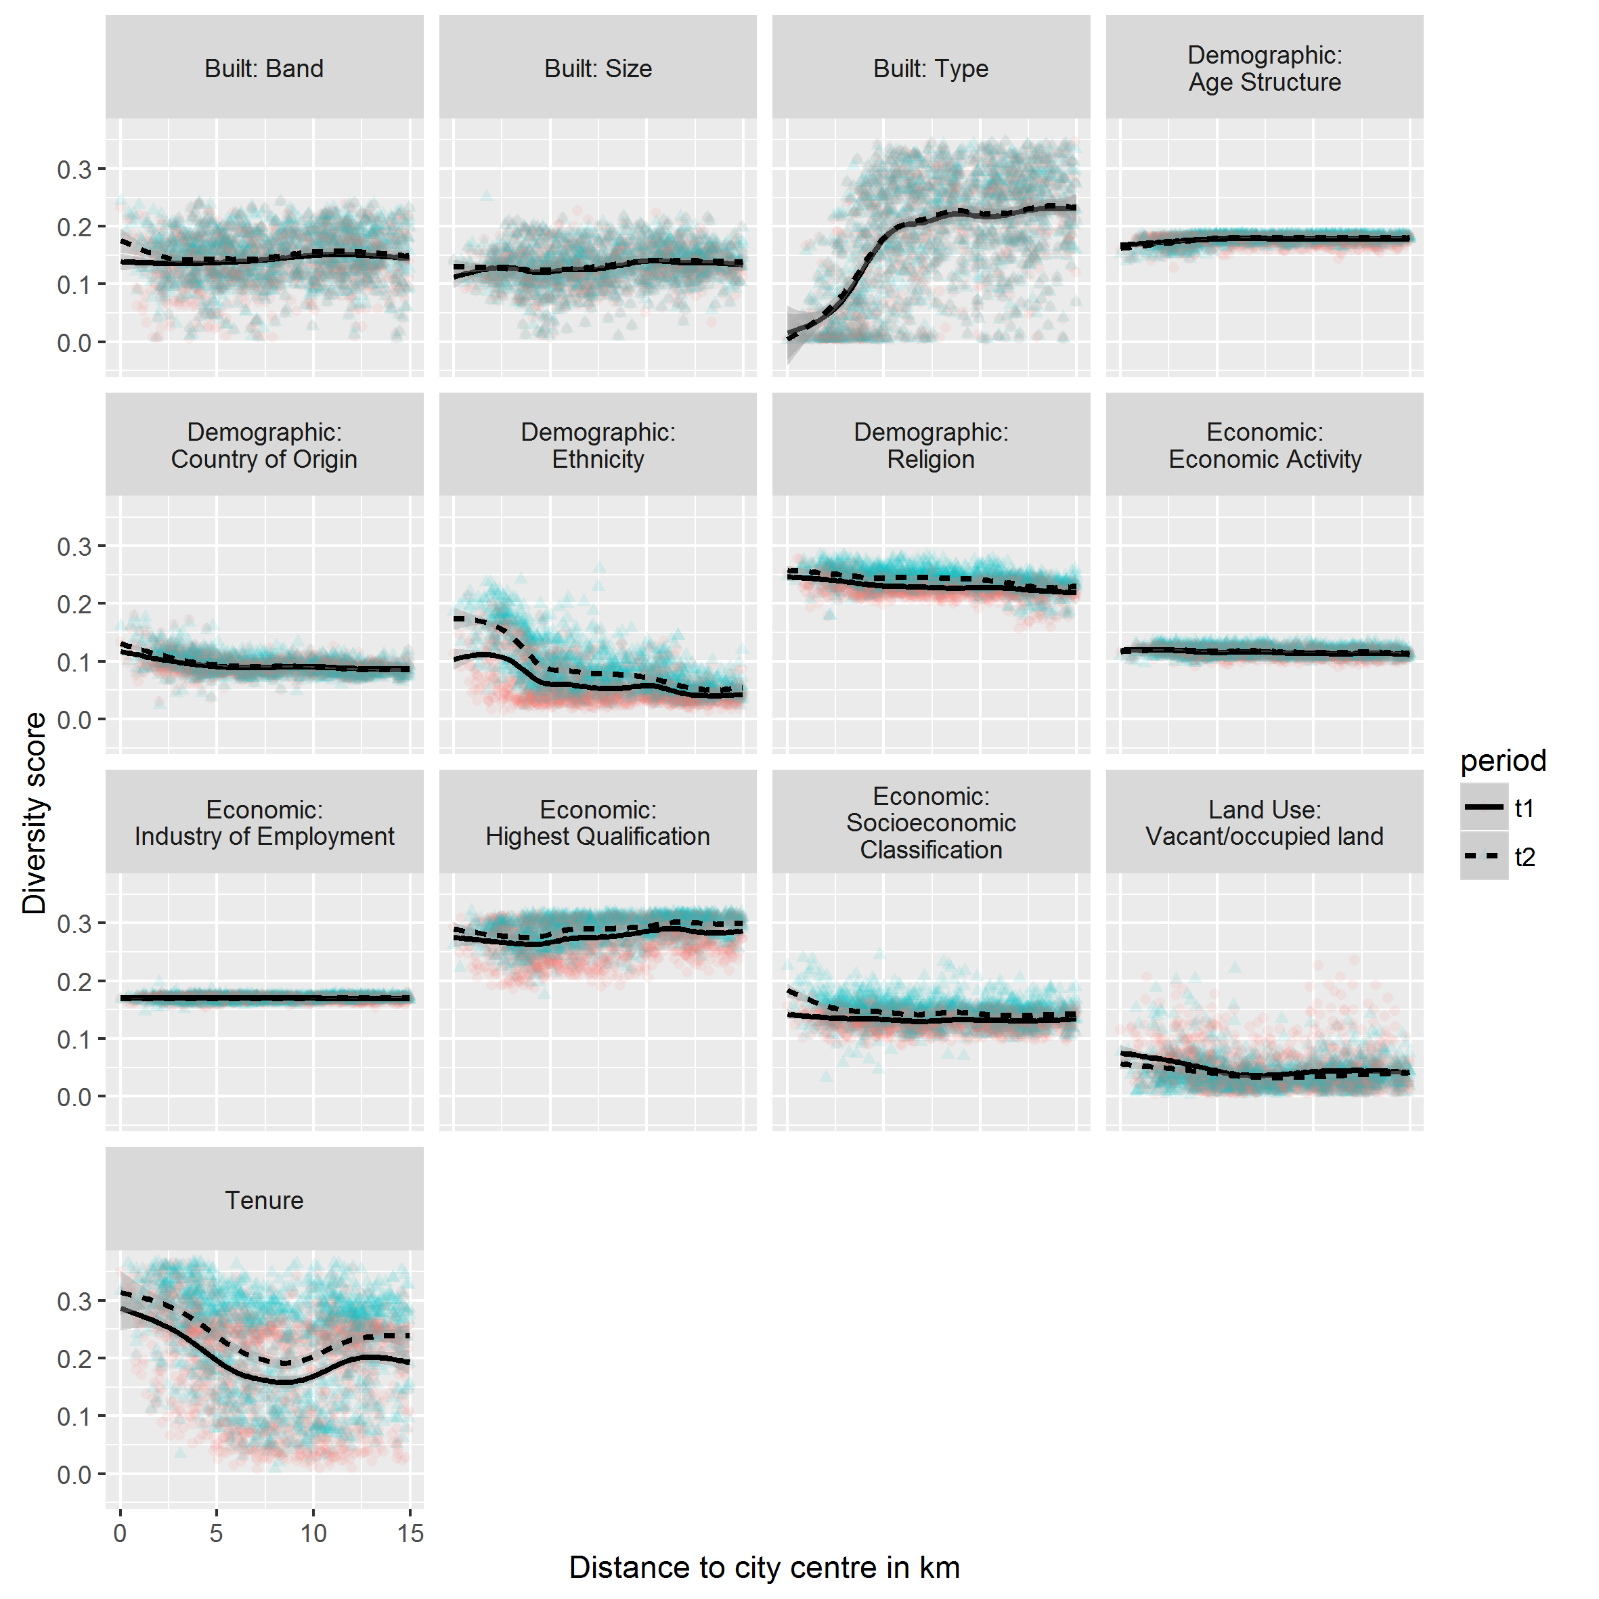 Built: Band
Built: Size
Built: Type
Demographic:
Age Structure
0.3
0.2
0.1
0.0
Demographic:
Country of Origin
Demographic:
Ethnicity
Demographic:
Religion
Economic:
Economic Activity
0.3
0.2
0.1
0.0
Economic:
Industry of Employment
Economic:
Highest Qualification
Economic:
Socioeconomic
Classification
Land Use:
Vacant/occupied land
0.3
0.2
0.1
0.0
Tenure
0.3
0.2
0.1
0.0
0 5 10 15
Distance to city centre in km
Diversity score
period
t1
t2